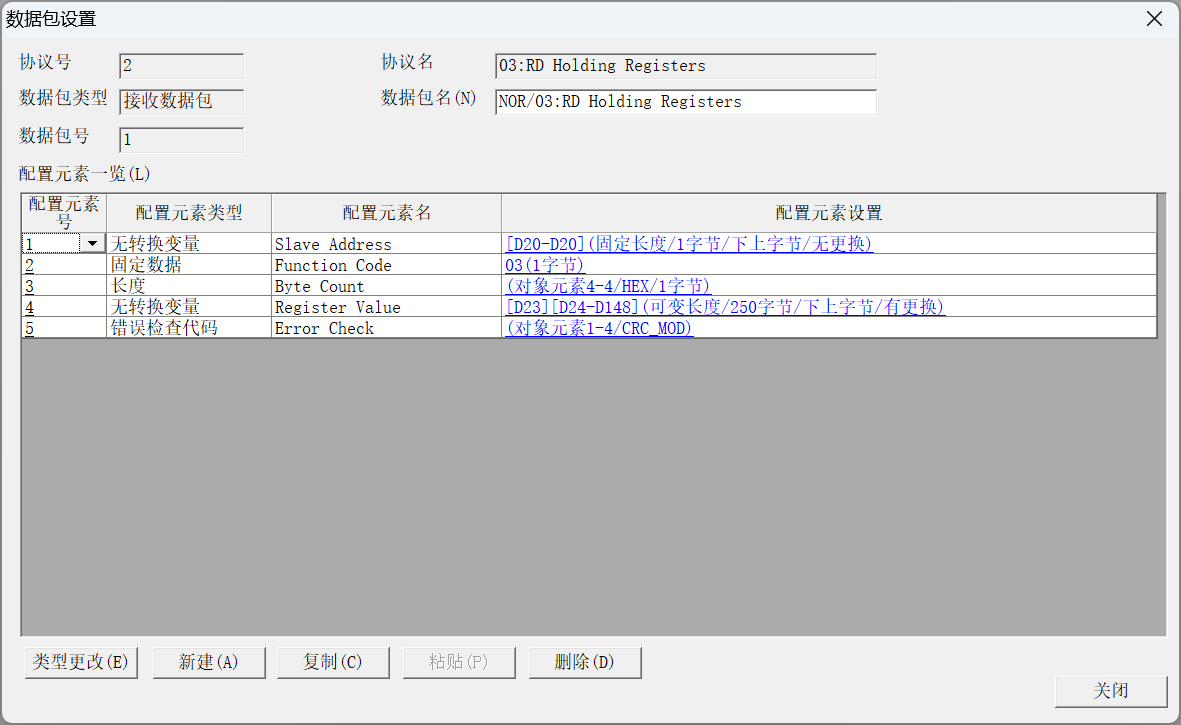 数据包设置
协议号 2 协议名 03:RD Holding Registers
数据包类型 接收数据包 数据包名(N) NOR/03:RD Holding Registers
数据包号 1
配置元素一览(L)
配置元素号 配置元素类型 配置元素名 配置元素设置
1 无转换变量 Slave Address [D20-D20](固定长度/1字节/下上字节/无更换)
2 固定数据 Function Code 03(1字节)
3 长度 Byte Count (对象元素4-4/HEX/1字节)
4 无转换变量 Register Value [D23][D24-D148](可变长度/250字节/下上字节/有更换)
5 错误检查代码 Error Check (对象元素1-4/CRC_MOD)
类型更改(E) 新建(A) 复制(C) 粘贴(P) 删除(D)
关闭